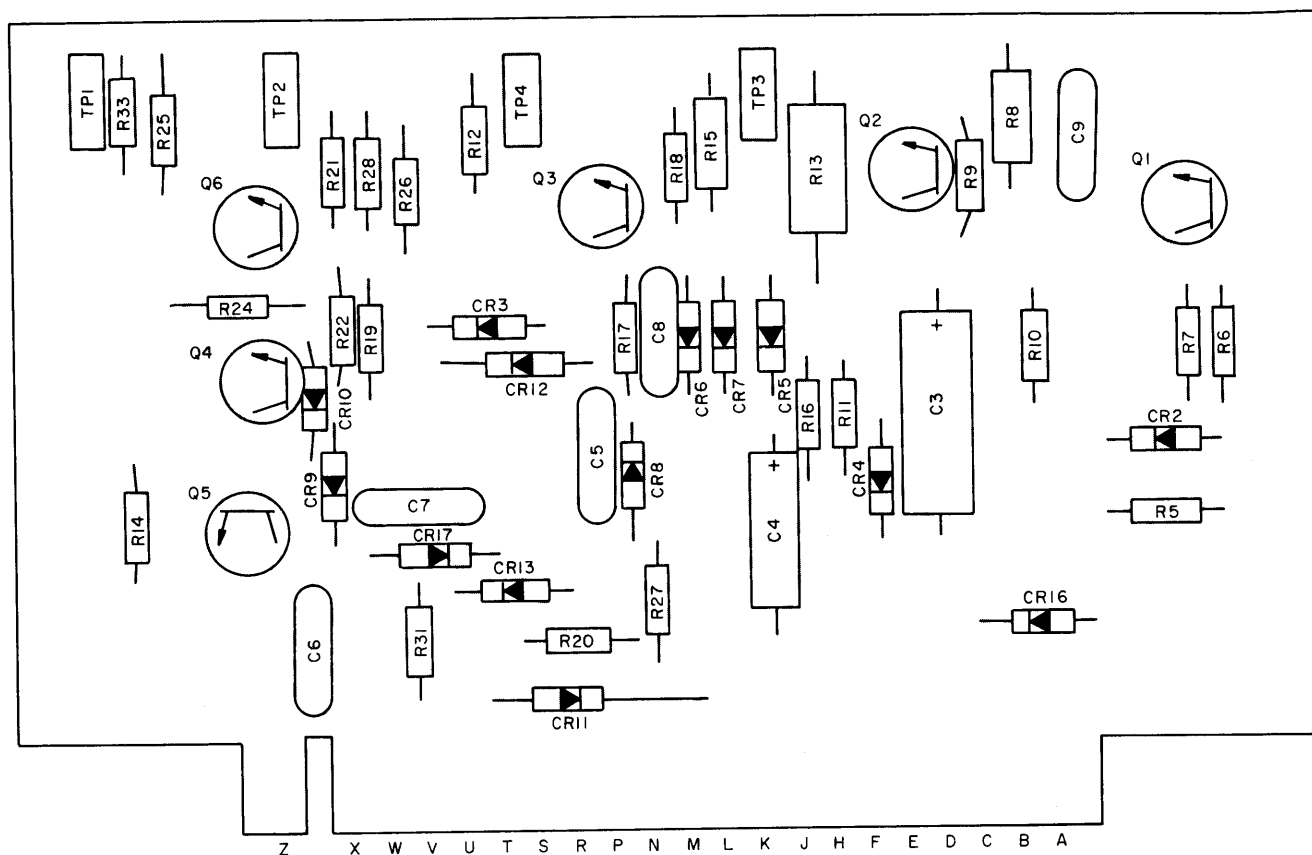 TP1
R33
R25
TP2
R21
R28
R26
R12
TP4
Q3
R18
R15
TP3
R13
Q2
R9
R8
C9
Q1
Q6
R24
R22
R19
CR3
CR12
R17
C8
CR6
CR7
CR5
R16
R11
C3
+
R10
R7
R6
Q4
CR10
CR9
C5
CR8
+
C4
CR4
CR2
R5
R14
Q5
C7
CR17
CR13
R27
CR16
C6
R31
R20
CR11
Z X W V U T S R P N M L K J H F E D C B A